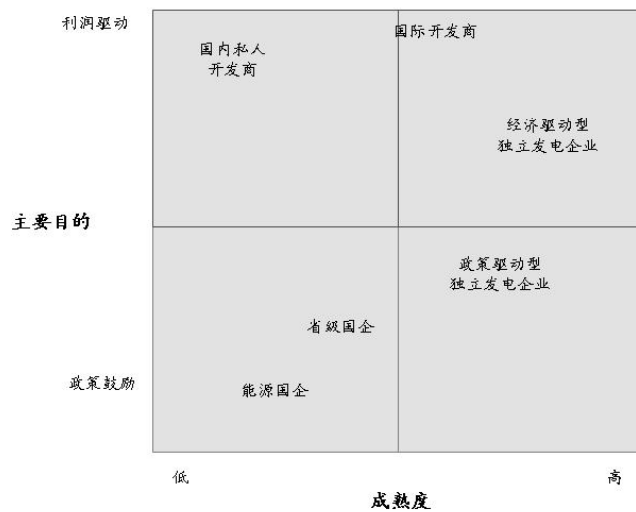 利润驱动
国内私人
开发商
国际开发商
经济驱动型
独立发电企业
主要目的
政策驱动型
独立发电企业
省级国企
能源国企
政策鼓励
低
高
成熟度